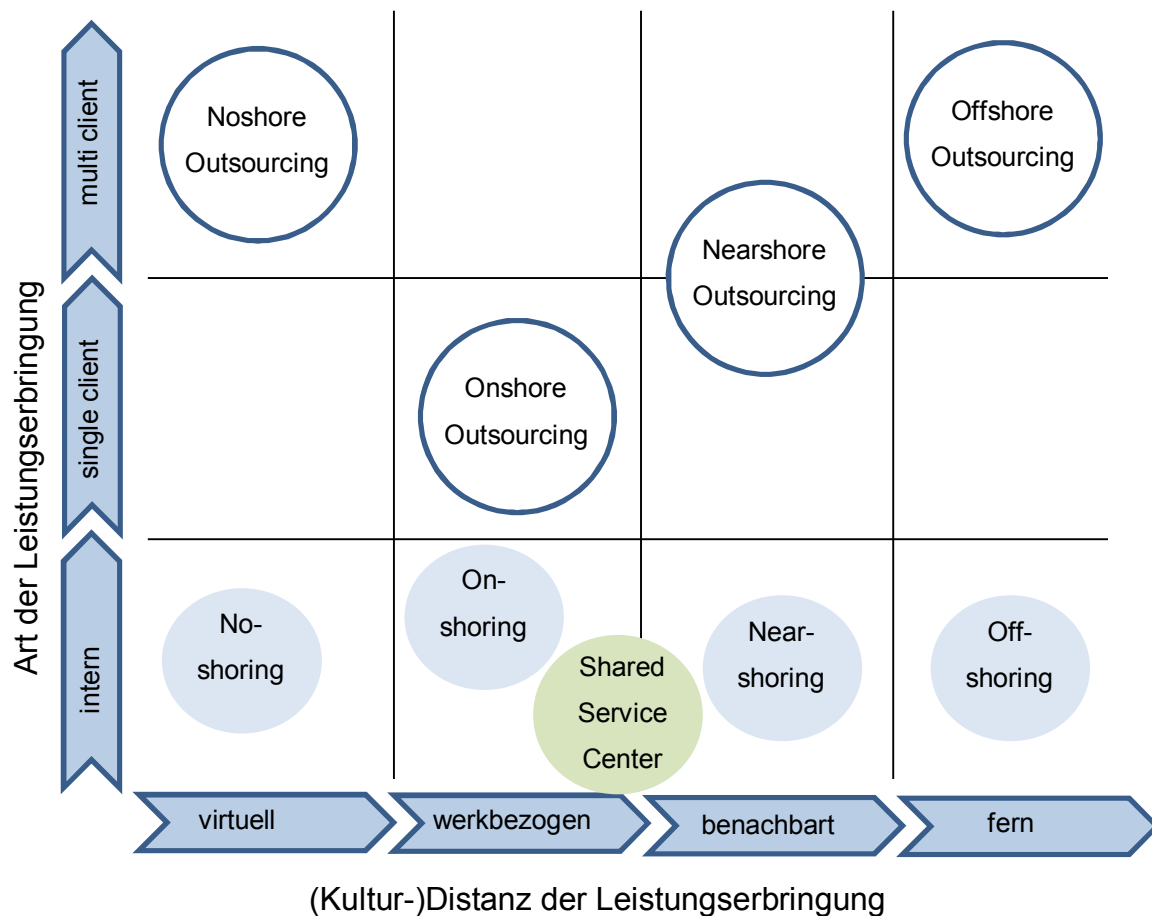 Art der Leistungserbringung
multi client
single client
intern
Noshore
Outsourcing
Offshore
Outsourcing
Nearshore
Outsourcing
Onshore
Outsourcing
No-
shoring
On-
shoring
Shared
Service
Center
Near-
shoring
Off-
shoring
virtuell
werkbezogen
benachbart
fern
(Kultur-)Distanz der Leistungserbringung